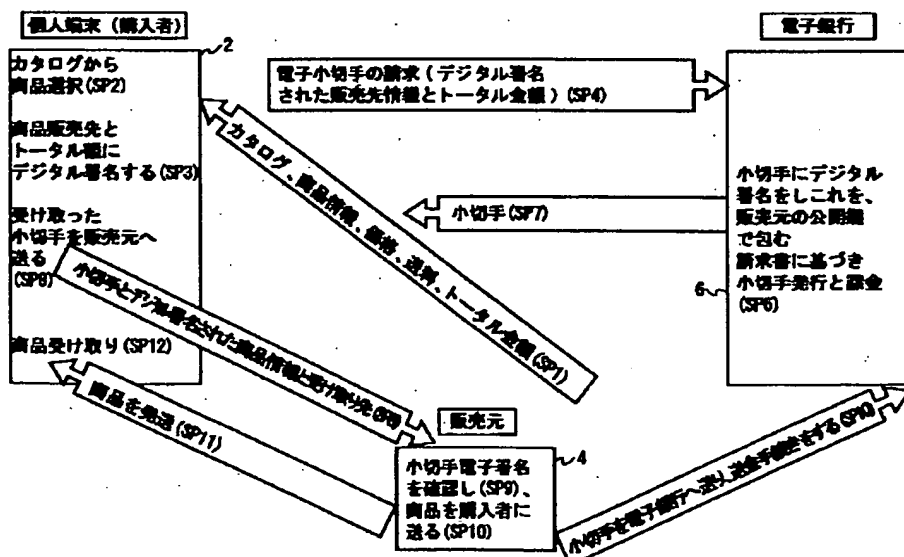 個人端末(購入者)
2
カタログから
商品選択(SP2)
商品販売先と
トータル額に
デジタル署名する(SP3)
受け取った
小切手を販売元へ
送る
(SP8)
商品受け取り(SP12)
電子小切手の請求(デジタル署名
された販売先情報とトータル金額)(SP4)
カタログ、商品情報、価格、送料、トータル金額(SP1)
小切手(SP7)
電子銀行
小切手にデジタル
署名をしこれを、
販売元の公開鍵
で包む
請求書に基づき
小切手発行と課金
(SP6)
6
小切手とデジタル署名された商品情報と受け取り先
商品を発送(SP11)
販売元
4
小切手電子署名
を確認し(SP9)、
商品を購入者に
送る(SP10)
小切手を電子銀行へ送り送金手続きをする(SP10)